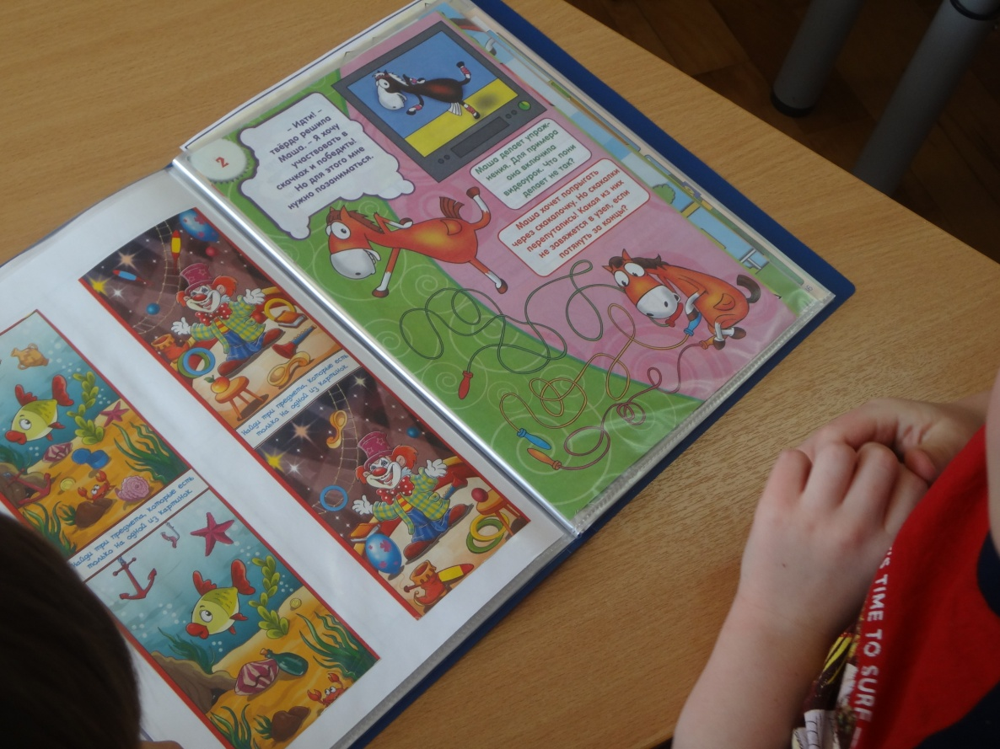 2
– Идти! –
твёрдо решила
Маша. – Я хочу
участвовать в
скачках и победить!
Но для этого мне
нужно позаниматься.
Маша делает упраж-
нения. Для примера
она включила
видеоурок. Что пони
делает не так?
Маша хочет попрыгать
через скакалочку. Но скакалки
перепутались! Какая из них
не завяжется в узел, если
потянуть за концы?
Найди три предмета, которые есть
только на одной из картинок
Найди три предмета, которые есть
только на одной из картинок
TIME TO SURF